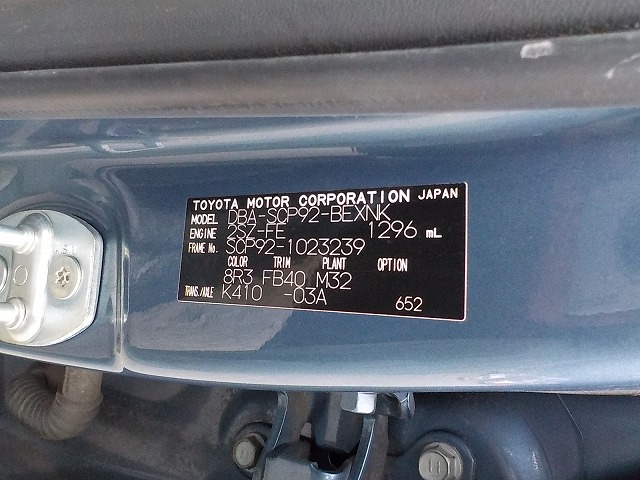 TOYOTA MOTOR CORPORATION JAPAN
MODEL DBA-SCP92-BEXNK
ENGINE 2SZ-FE 1296 mL
FRAME No. SCP92-1023239
COLOR TRIM PLANT OPTION
8R3 FB40 M32
TRANS./AXLE K410 -03A
652